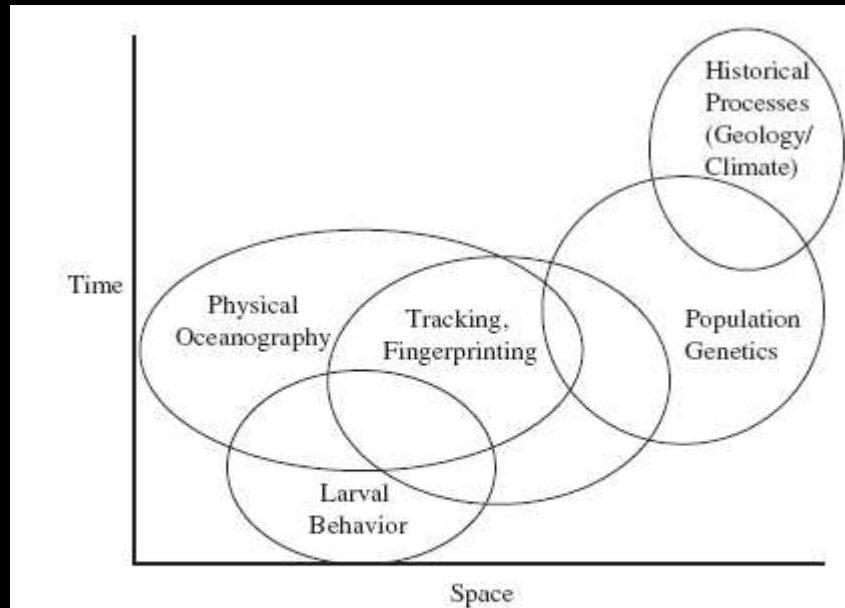 Historical
Processes
(Geology/
Climate)
Time
Physical
Oceanography
Tracking,
Fingerprinting
Population
Genetics
Larval
Behavior
Space